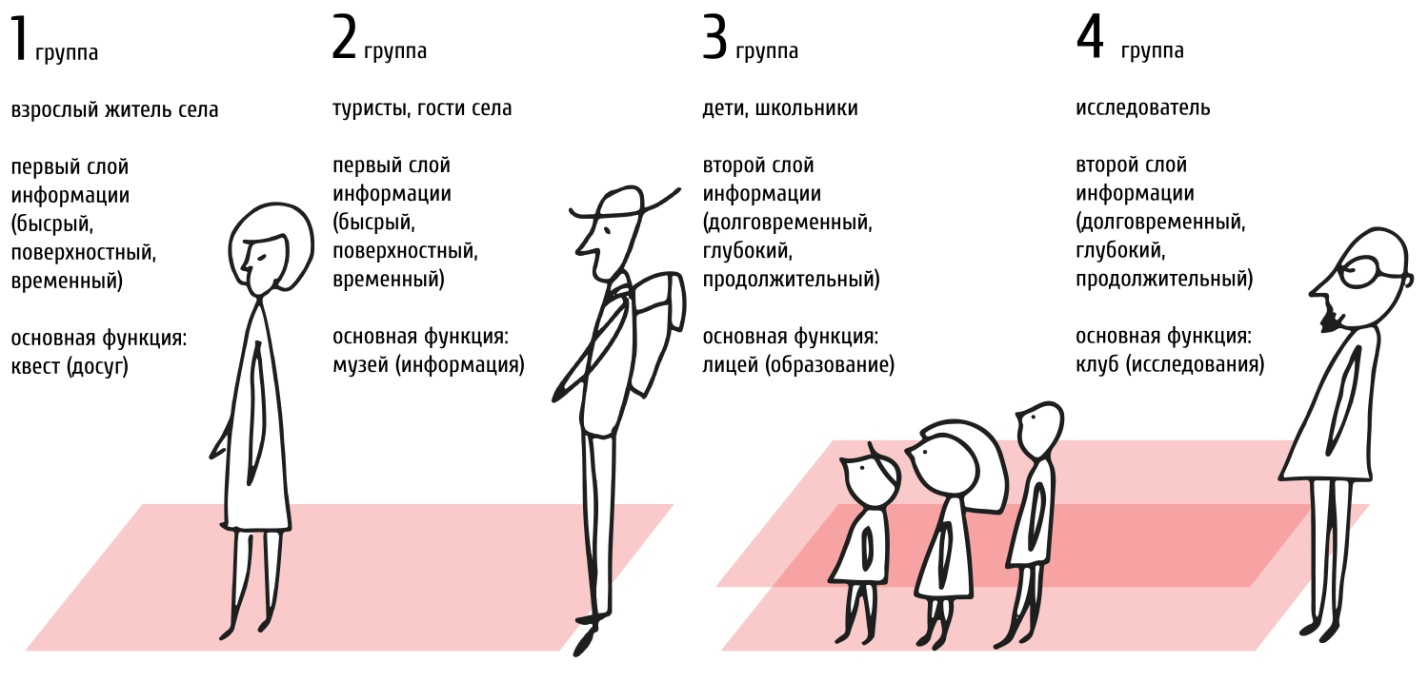 1 группа
взрослый житель села
первый слой
информации
(бысрый,
поверхностный,
временный)
основная функция:
квест (досуг)
2 группа
туристы, гости села
первый слой
информации
(бысрый,
поверхностный,
временный)
основная функция:
музей (информация)
3 группа
дети, школьники
второй слой
информации
(долговременный,
глубокий,
продолжительный)
основная функция:
лицей (образование)
4 группа
исследователь
второй слой
информации
(долговременный,
глубокий,
продолжительный)
основная функция:
клуб (исследования)